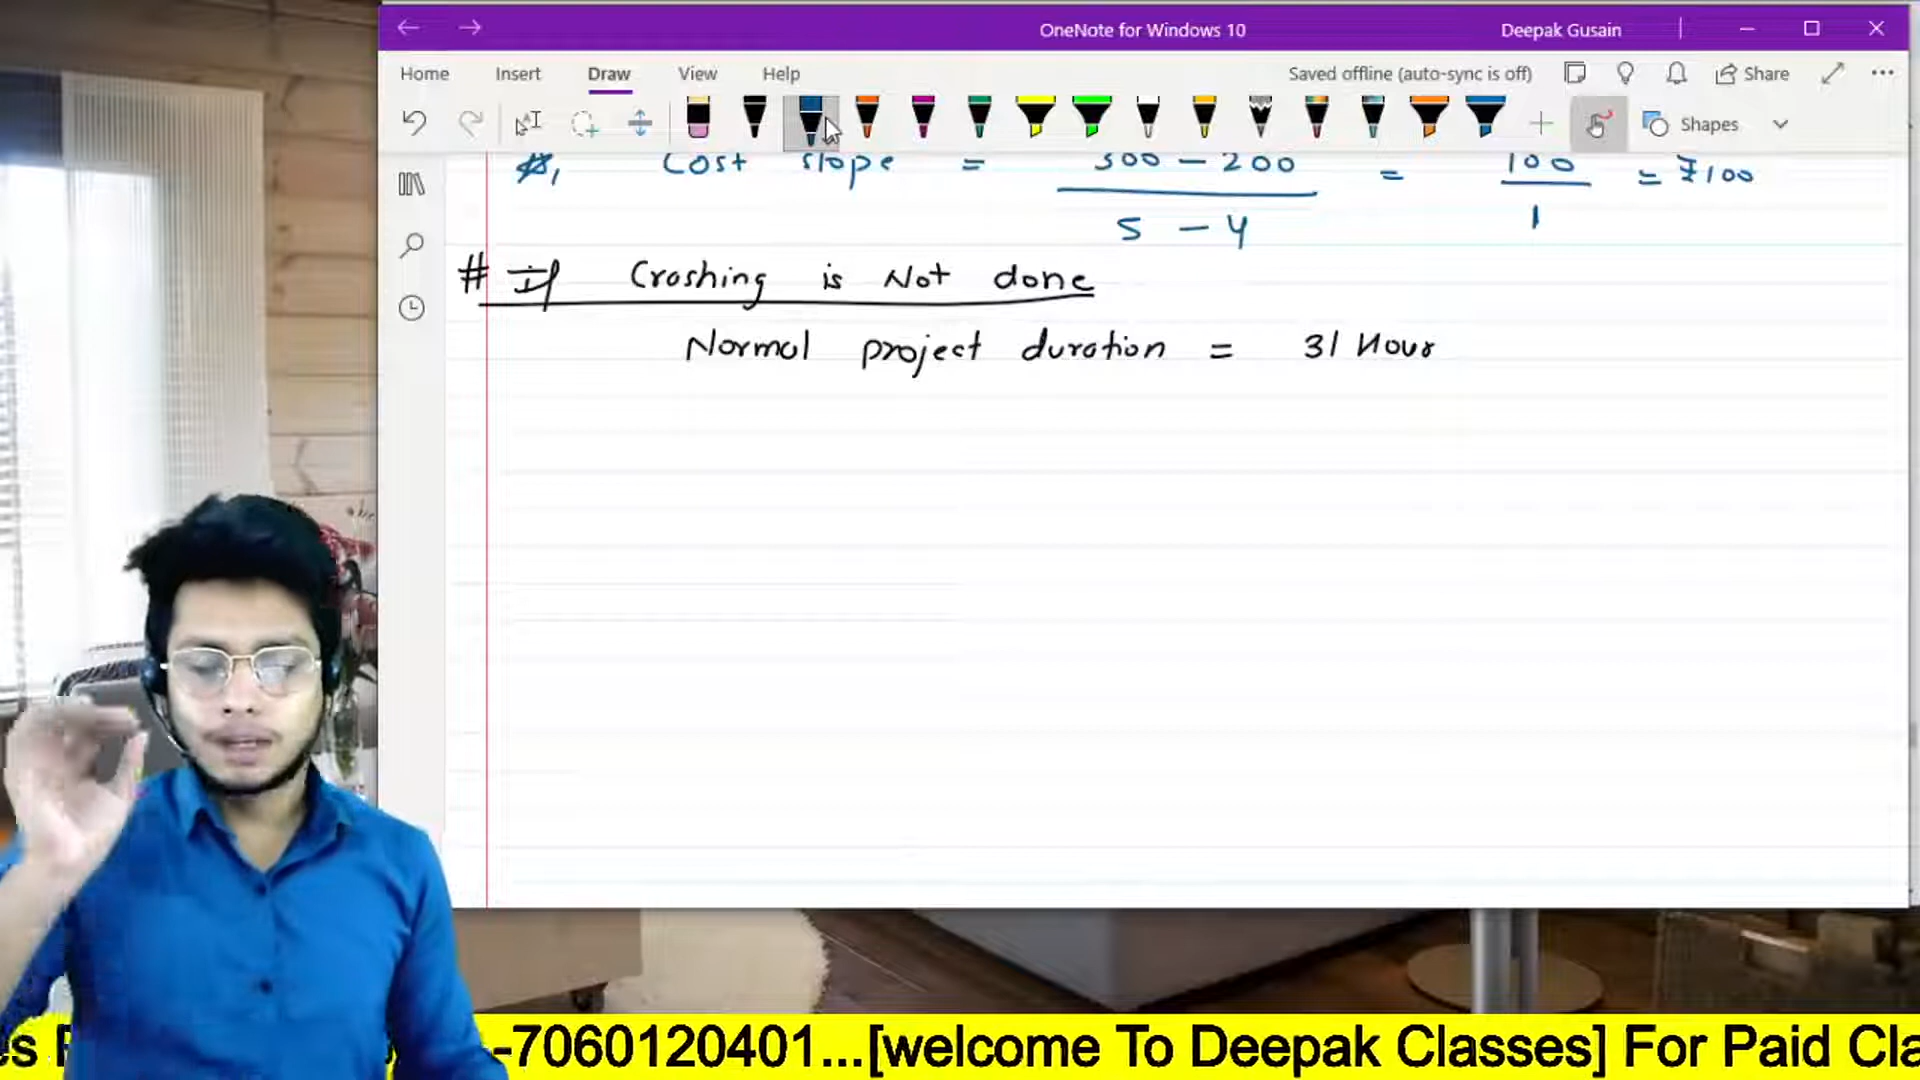 OneNote for Windows 10
Deepak Gusain
Home Insert Draw View Help
Saved offline (auto-sync is off)
Share
Shapes
Cost slope = 300 - 200 = 100 = ₹100
5 - 4 1
# If Crashing is Not done
Normal project duration = 31 Hour
-7060120401...[welcome To Deepak Classes] For Paid Cla